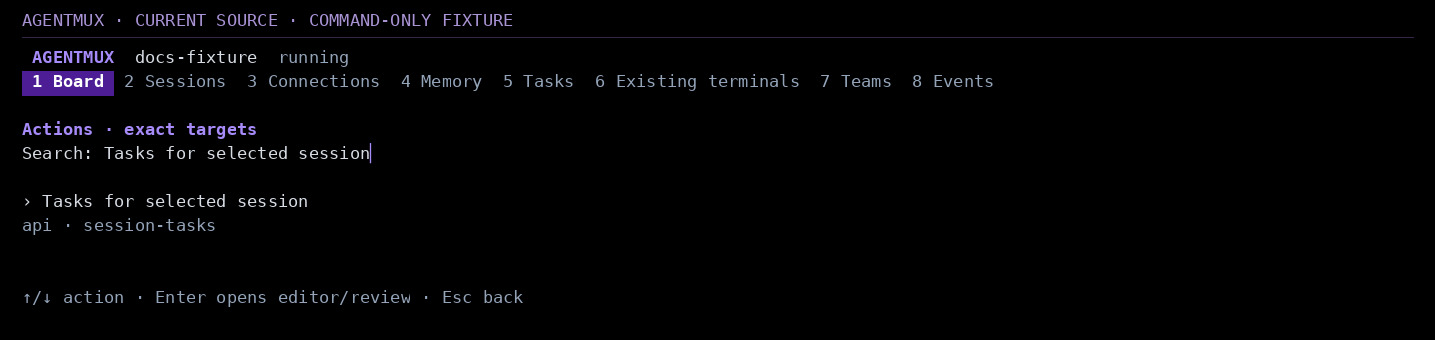 AGENTMUX · CURRENT SOURCE · COMMAND-ONLY FIXTURE
AGENTMUX docs-fixture running
1 Board 2 Sessions 3 Connections 4 Memory 5 Tasks 6 Existing terminals 7 Teams 8 Events
Actions · exact targets
Search: Tasks for selected session
› Tasks for selected session
api · session-tasks
↑/↓ action · Enter opens editor/review · Esc back